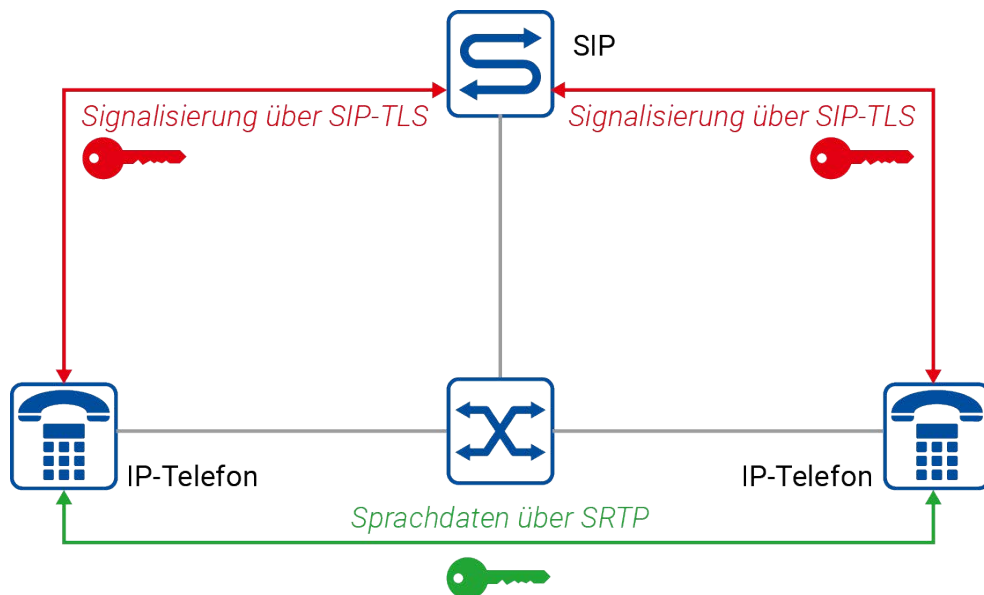 SIP
Signalisierung über SIP-TLS
Signalisierung über SIP-TLS
IP-Telefon
IP-Telefon
Sprachdaten über SRTP